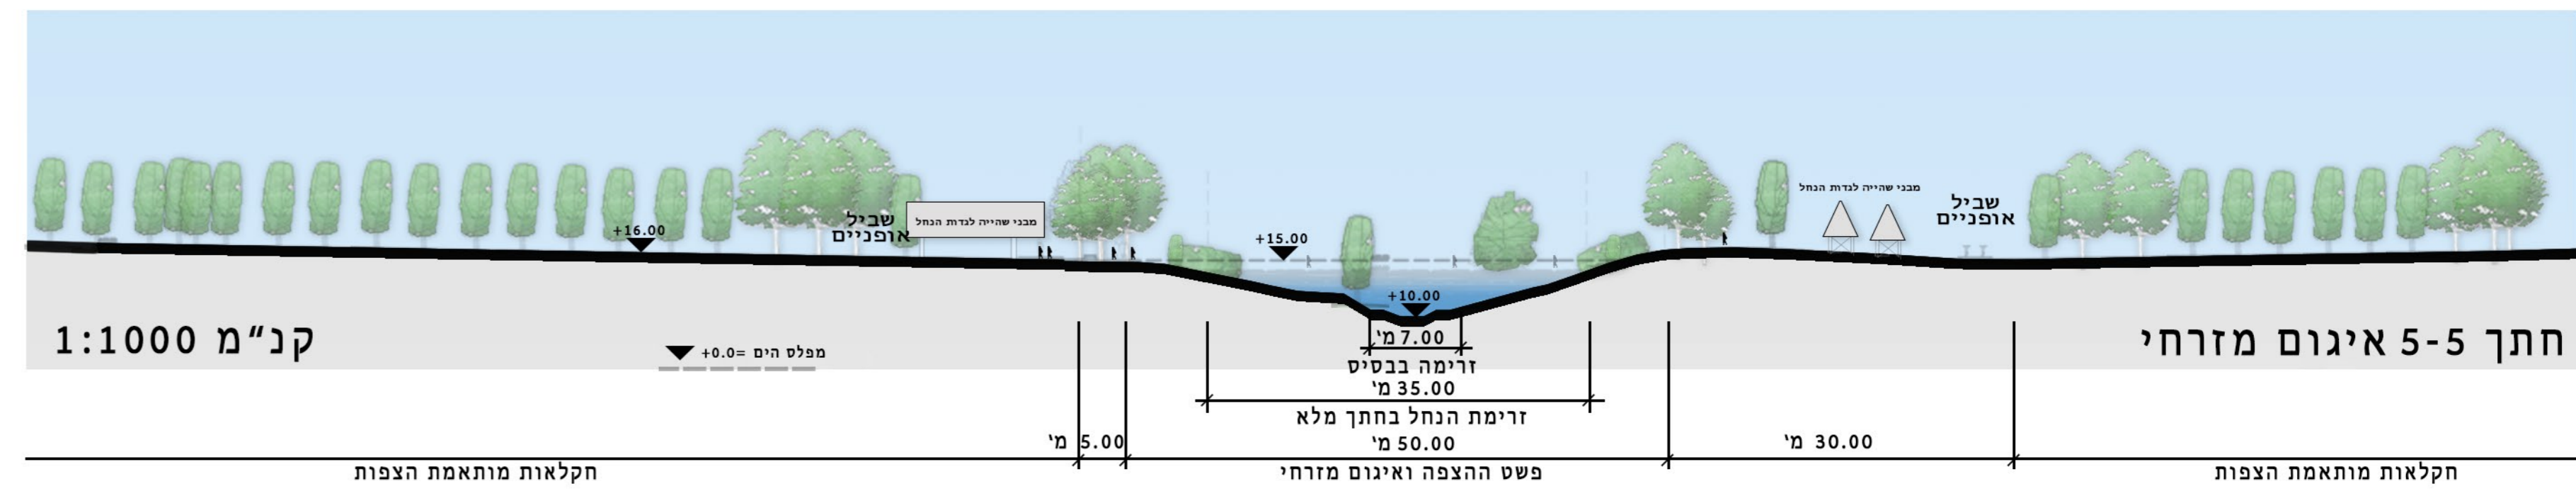 מבני שהייה לגדות הנחל
שביל
אופניים
שביל
אופניים
מבני שהייה לגדות הנחל
+15.00
+16.00
+10.00
חתך 5-5 איגום מזרחי
קנ"מ 1:1000
מפלס הים =0.0+
7.00 מ'
זרימה בבסיס
35.00 מ'
זרימת הנחל בחתך מלא
30.00 מ'
50.00 מ'
5.00 מ'
חקלאות מותאמת הצפות
פשט ההצפה ואיגום מזרחי
חקלאות מותאמת הצפות